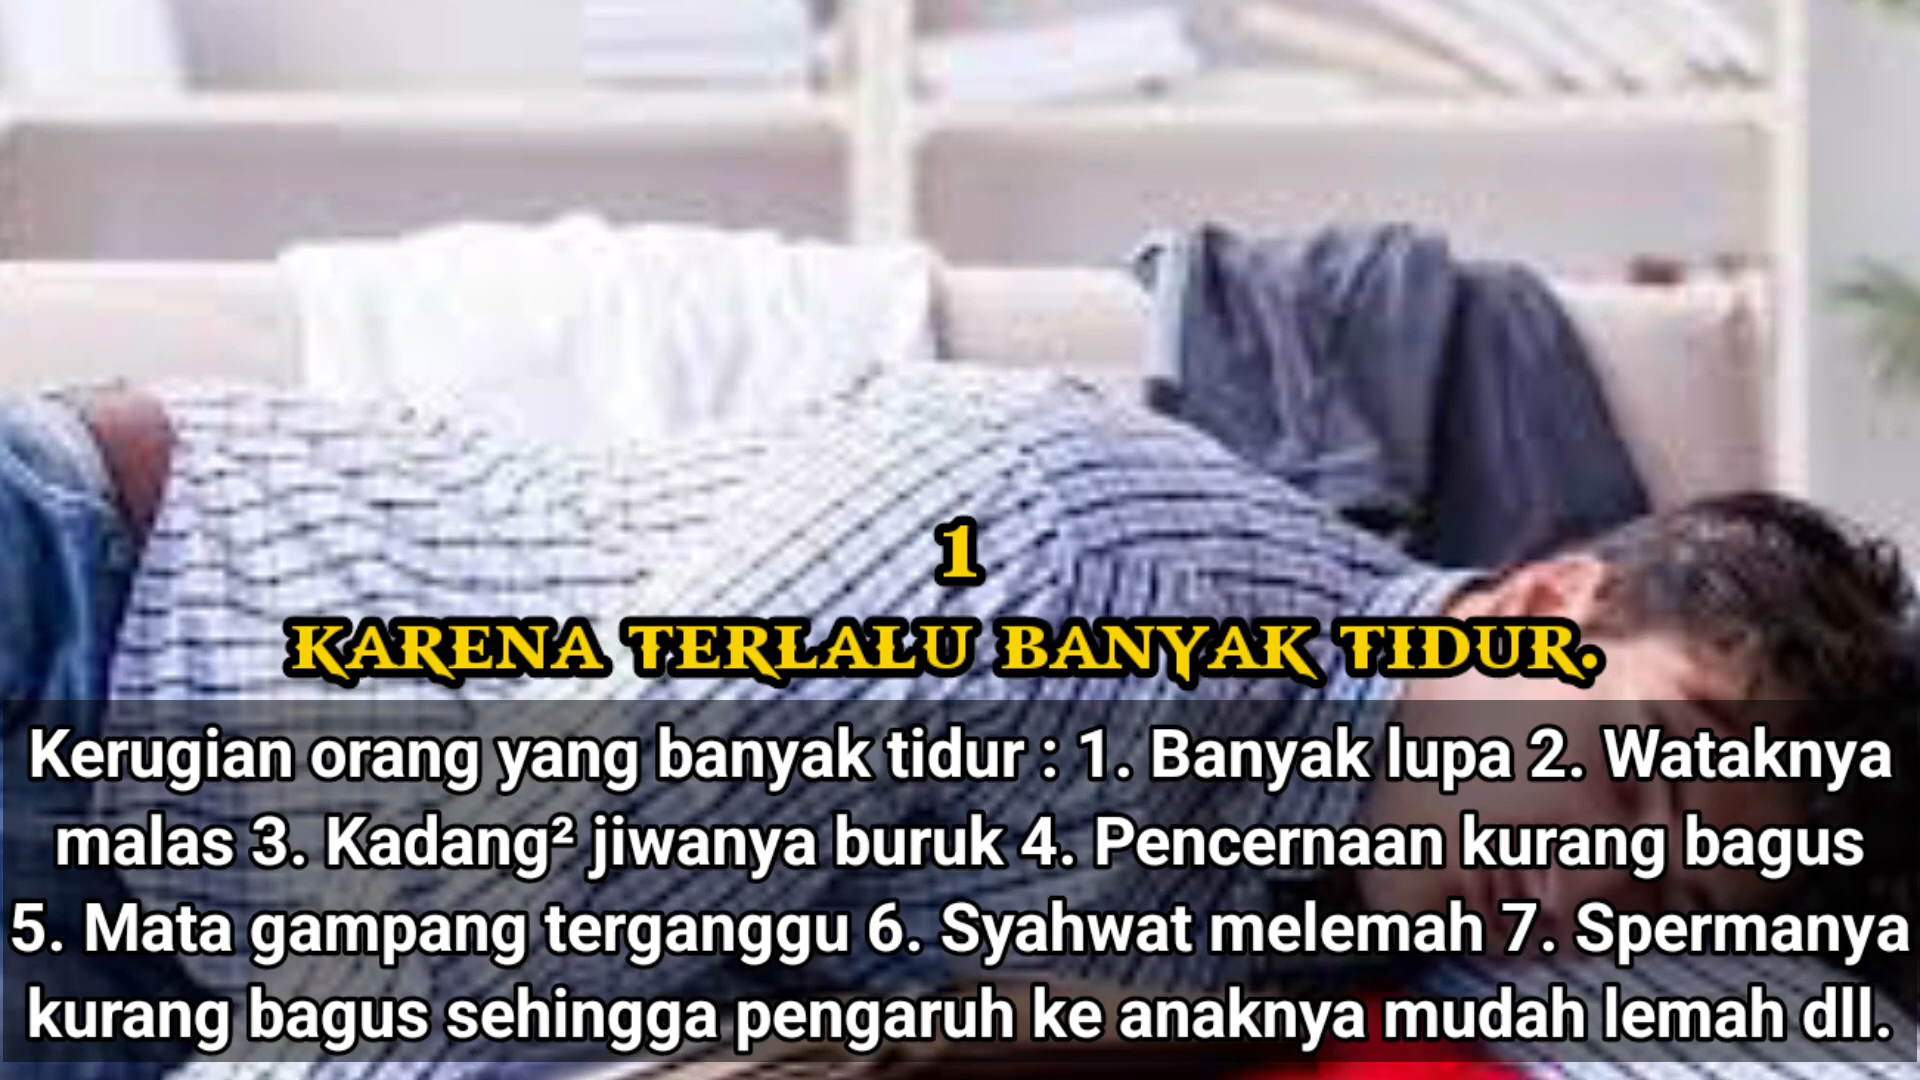 1
KARENA TERLALU BANYAK TIDUR.
Kerugian orang yang banyak tidur : 1. Banyak lupa 2. Wataknya
malas 3. Kadang² jiwanya buruk 4. Pencernaan kurang bagus
5. Mata gampang terganggu 6. Syahwat melemah 7. Spermanya
kurang bagus sehingga pengaruh ke anaknya mudah lemah dll.